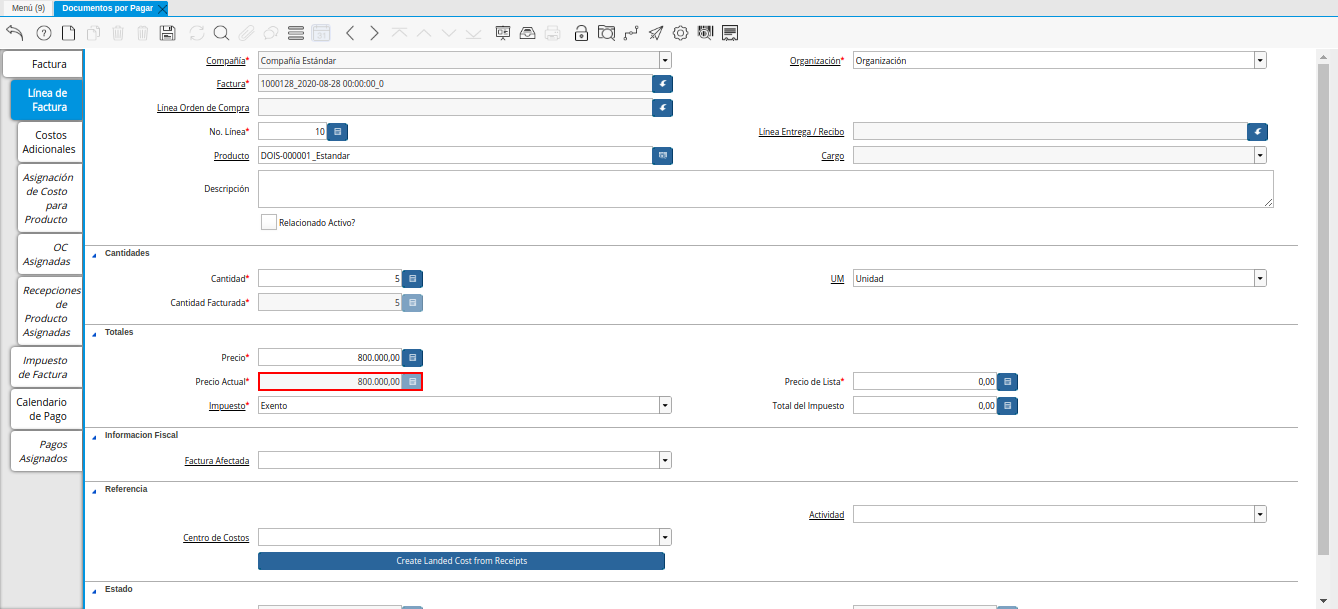 Menú (9)
Documentos por Pagar
Factura
Línea de
Factura
Costos
Adicionales
Asignación
de Costo
para
Producto
OC
Asignadas
Recepciones
de
Producto
Asignadas
Impuesto
de Factura
Calendario
de Pago
Pagos
Asignados
Compañía* Compañía Estándar
Organización* Organización
Factura* 1000128_2020-08-28 00:00:00_0
Línea Orden de Compra
No. Línea* 10
Línea Entrega / Recibo
Producto DOIS-000001_Estandar
Cargo
Descripción
Relacionado Activo?
Cantidades
Cantidad* 5
UM Unidad
Cantidad Facturada* 5
Totales
Precio* 800.000,00
Precio Actual* 800.000,00
Precio de Lista* 0,00
Impuesto* Exento
Total del Impuesto 0,00
Informacion Fiscal
Factura Afectada
Referencia
Actividad
Centro de Costos
Create Landed Cost from Receipts
Estado